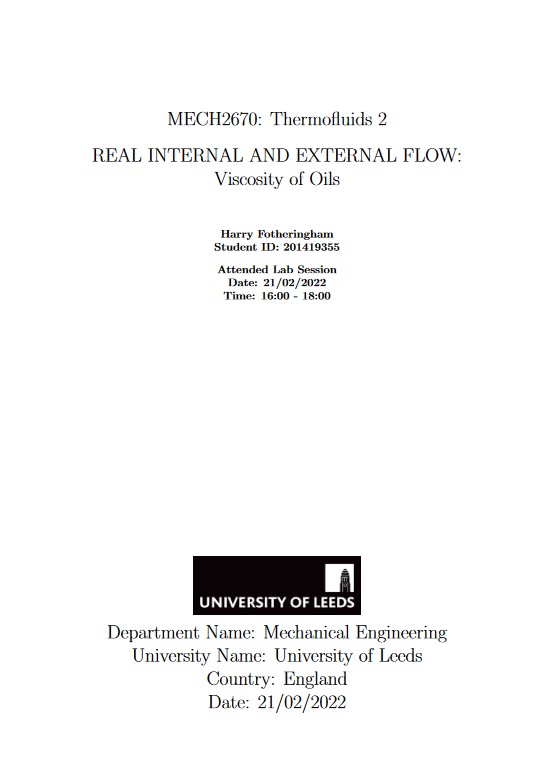 MECH2670: Thermofluids 2
REAL INTERNAL AND EXTERNAL FLOW:
Viscosity of Oils
Harry Fotheringham
Student ID: 201419355
Attended Lab Session
Date: 21/02/2022
Time: 16:00 - 18:00
UNIVERSITY OF LEEDS
Department Name: Mechanical Engineering
University Name: University of Leeds
Country: England
Date: 21/02/2022